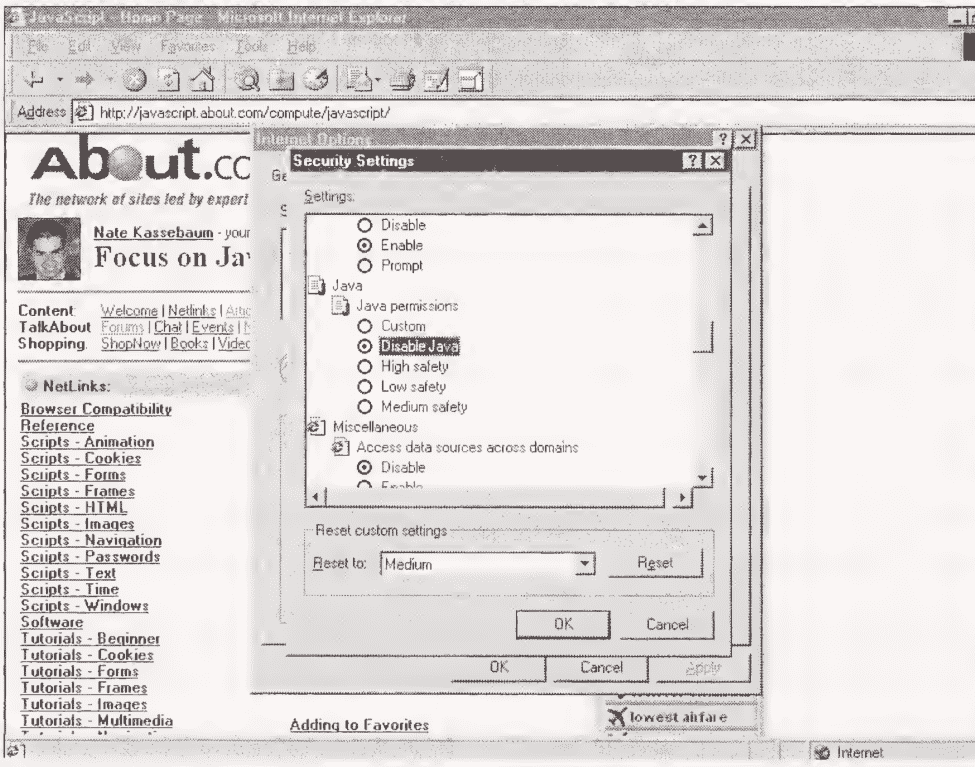 JavaScript - Home Page - Microsoft Internet Explorer
File Edit View Favorites Tools Help
Address http://javascript.about.com/compute/javascript/
About.co
The network of sites led by expert
Nate Kassebaum - your
Focus on Jav
Content: Welcome | Netlinks |
TalkAbout Forums | Chat | Events |
Shopping: ShopNow | Books | Video
NetLinks:
Browser Compatibility
Reference
Scripts - Animation
Scripts - Cookies
Scripts - Forms
Scripts - Frames
Scripts - HTML
Scripts - Images
Scripts - Navigation
Scripts - Passwords
Scripts - Text
Scripts - Time
Scripts - Windows
Software
Tutorials - Beginner
Tutorials - Cookies
Tutorials - Forms
Tutorials - Frames
Tutorials - Images
Tutorials - Multimedia
Internet Options
Ge
S
Security Settings
Settings:
Disable
Enable
Prompt
Java
Java permissions
Custom
Disable Java
High safety
Low safety
Medium safety
Miscellaneous
Access data sources across domains
Disable
Enable
Reset custom settings
Reset to: Medium Reset
OK Cancel
OK Cancel Apply
Adding to Favorites
lowest airfare
Internet